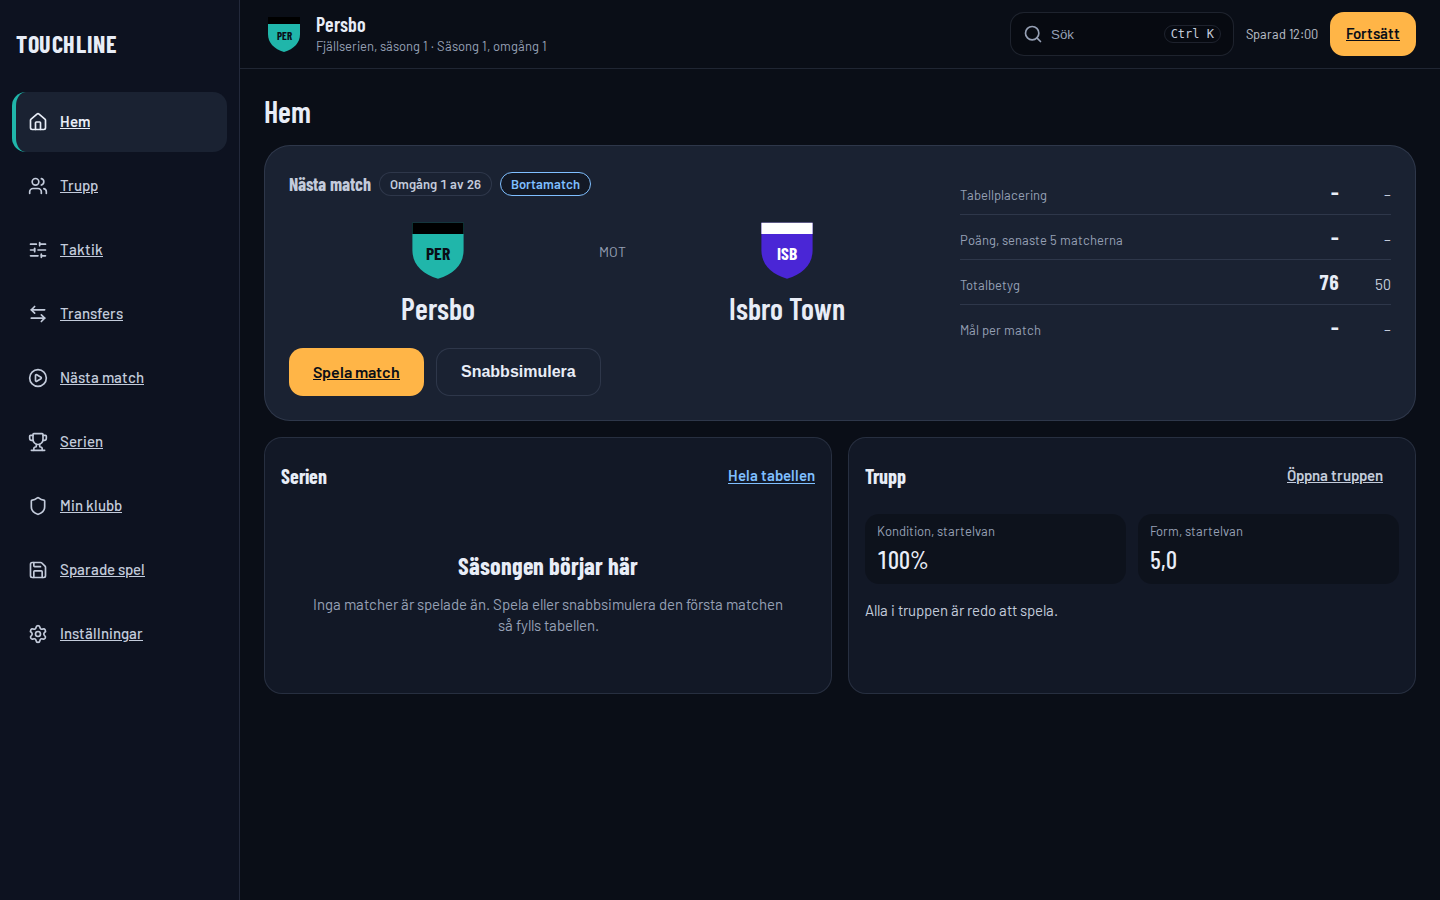 TOUCHLINE
Hem
Trupp
Taktik
Transfers
Nästa match
Serien
Min klubb
Sparade spel
Inställningar
PER
Persbo
Fjällserien, säsong 1 · Säsong 1, omgång 1
Sök
Ctrl K
Sparad 12:00
Fortsätt
Hem
Nästa match
Omgång 1 av 26
Bortamatch
PER
Persbo
MOT
ISB
Isbro Town
Spela match
Snabbsimulera
Tabellplacering - –
Poäng, senaste 5 matcherna - –
Totalbetyg 76 50
Mål per match - –
Serien
Hela tabellen
Säsongen börjar här
Inga matcher är spelade än. Spela eller snabbsimulera den första matchen
så fylls tabellen.
Trupp
Öppna truppen
Kondition, startelvan
100%
Form, startelvan
5,0
Alla i truppen är redo att spela.